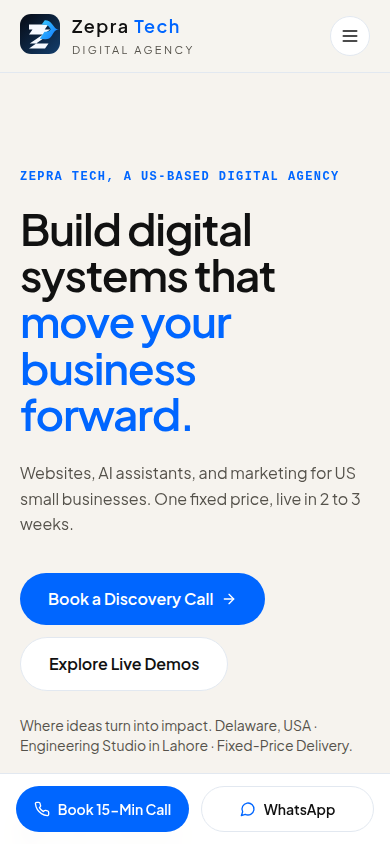 Zepra Tech
DIGITAL AGENCY
ZEPRA TECH, A US-BASED DIGITAL AGENCY
Build digital
systems that
move your
business
forward.
Websites, AI assistants, and marketing for US
small businesses. One fixed price, live in 2 to 3
weeks.
Book a Discovery Call →
Explore Live Demos
Where ideas turn into impact. Delaware, USA ·
Engineering Studio in Lahore · Fixed-Price Delivery.
Book 15-Min Call
WhatsApp